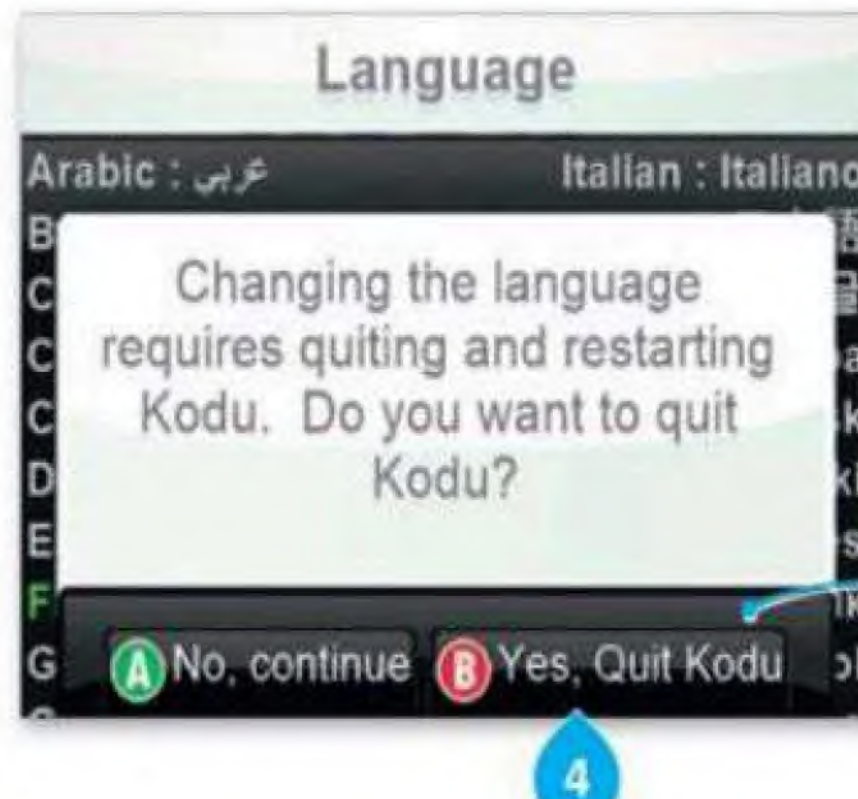 Language
Arabic : عربي Italian : Italiano
B
C
C
C
D
E
F
G
Changing the language
requires quiting and restarting
Kodu. Do you want to quit
Kodu?
A No, continue B Yes, Quit Kodu
4